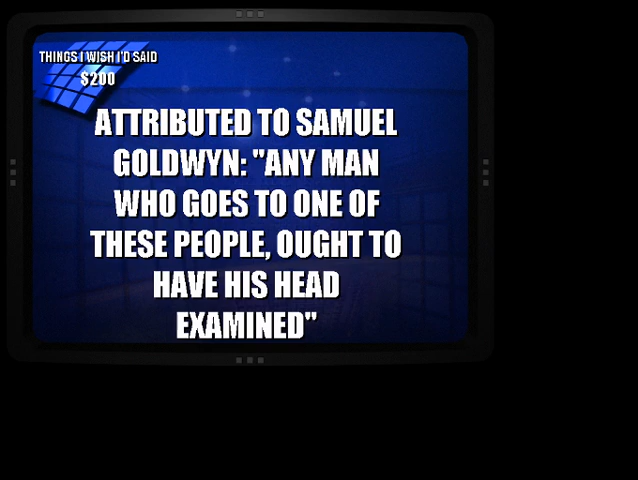 THINGS I WISH I'D SAID
$200
ATTRIBUTED TO SAMUEL
GOLDWYN: "ANY MAN
WHO GOES TO ONE OF
THESE PEOPLE, OUGHT TO
HAVE HIS HEAD
EXAMINED"